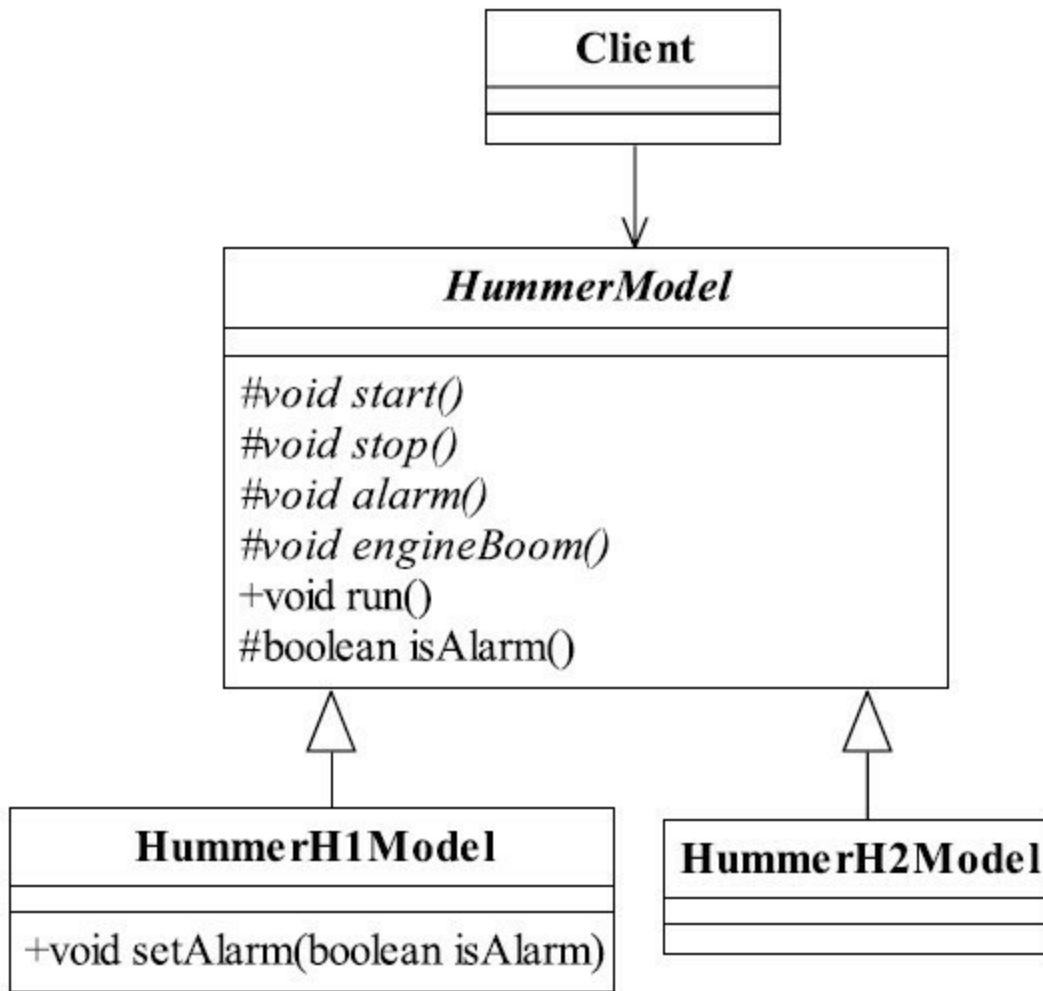 Client
HummerModel
#void start()
#void stop()
#void alarm()
#void engineBoom()
+void run()
#boolean isAlarm()
HummerH1Model
+void setAlarm(boolean isAlarm)
HummerH2Model